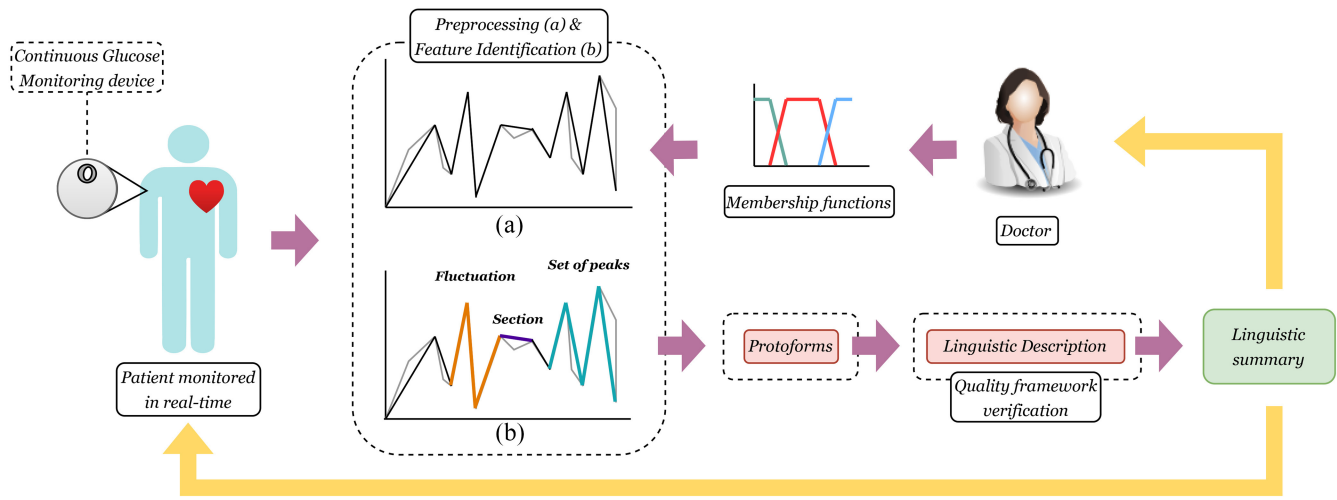 Continuous Glucose
Monitoring device
Preprocessing (a) &
Feature Identification (b)
(a)
Membership functions
Doctor
Fluctuation
Set of peaks
Section
(b)
Patient monitored
in real-time
Protoforms
Linguistic Description
Quality framework
verification
Linguistic
summary